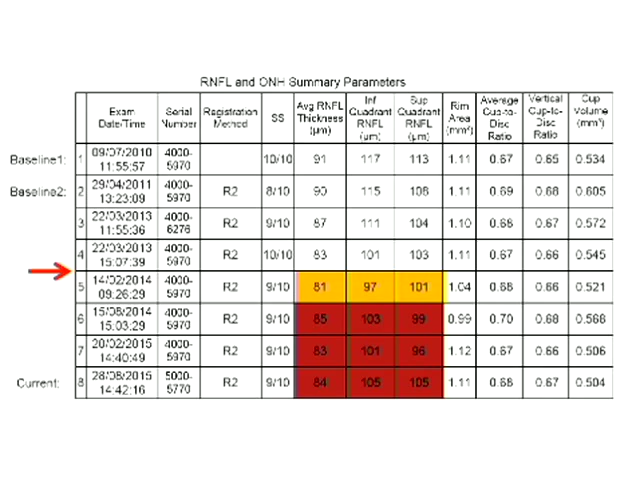 RNFL and ONH Summary Parameters
Exam Date/Time Serial Number Registration Method SS Avg RNFL Thickness (µm) Inf Quadrant RNFL (µm) Sup Quadrant RNFL (µm) Rim Area (mm²) Average Cup-to-Disc Ratio Vertical Cup-to-Disc Ratio Cup Volume (mm³)
Baseline1: 1 09/07/2010 11:55:57 4000-5970 10/10 91 117 113 1.11 0.67 0.65 0.534
Baseline2: 2 29/04/2011 13:23:09 4000-5970 R2 8/10 90 115 108 1.11 0.69 0.68 0.605
3 22/03/2013 11:55:36 4000-6276 R2 9/10 87 111 104 1.10 0.68 0.67 0.572
4 22/03/2013 15:07:39 4000-5970 R2 10/10 83 101 103 1.11 0.67 0.66 0.545
5 14/02/2014 09:26:29 4000-5970 R2 9/10 81 97 101 1.04 0.68 0.66 0.521
6 15/08/2014 15:03:29 4000-5970 R2 9/10 85 103 99 0.99 0.70 0.68 0.568
7 20/02/2015 14:40:49 4000-5970 R2 9/10 83 101 96 1.12 0.67 0.66 0.506
Current: 8 28/08/2015 14:42:16 5000-5770 R2 9/10 84 105 105 1.11 0.68 0.67 0.504